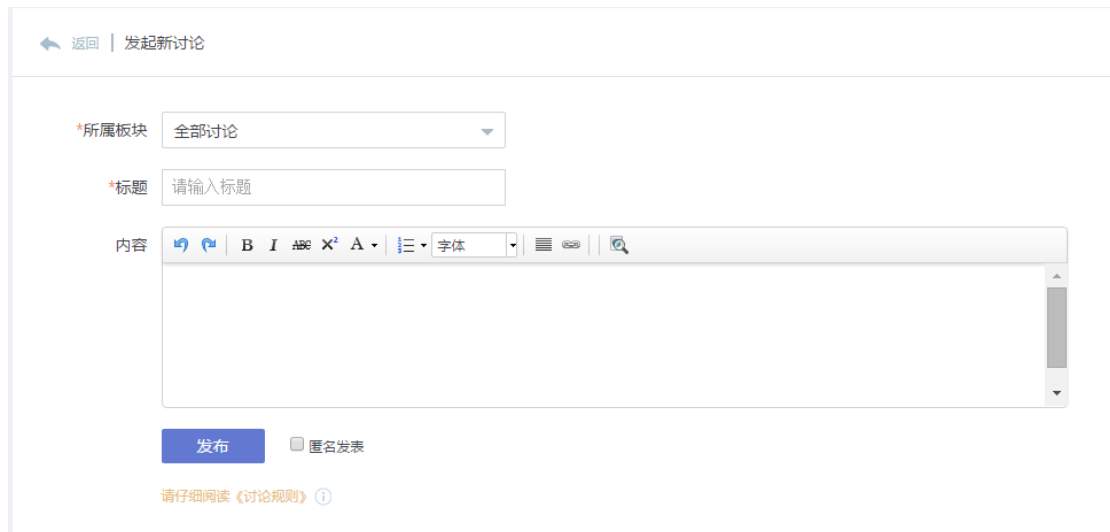 返回 | 发起新讨论
*所属板块 全部讨论
*标题 请输入标题
内容 B I ABC X² A 字体
发布 匿名发表
请仔细阅读《讨论规则》